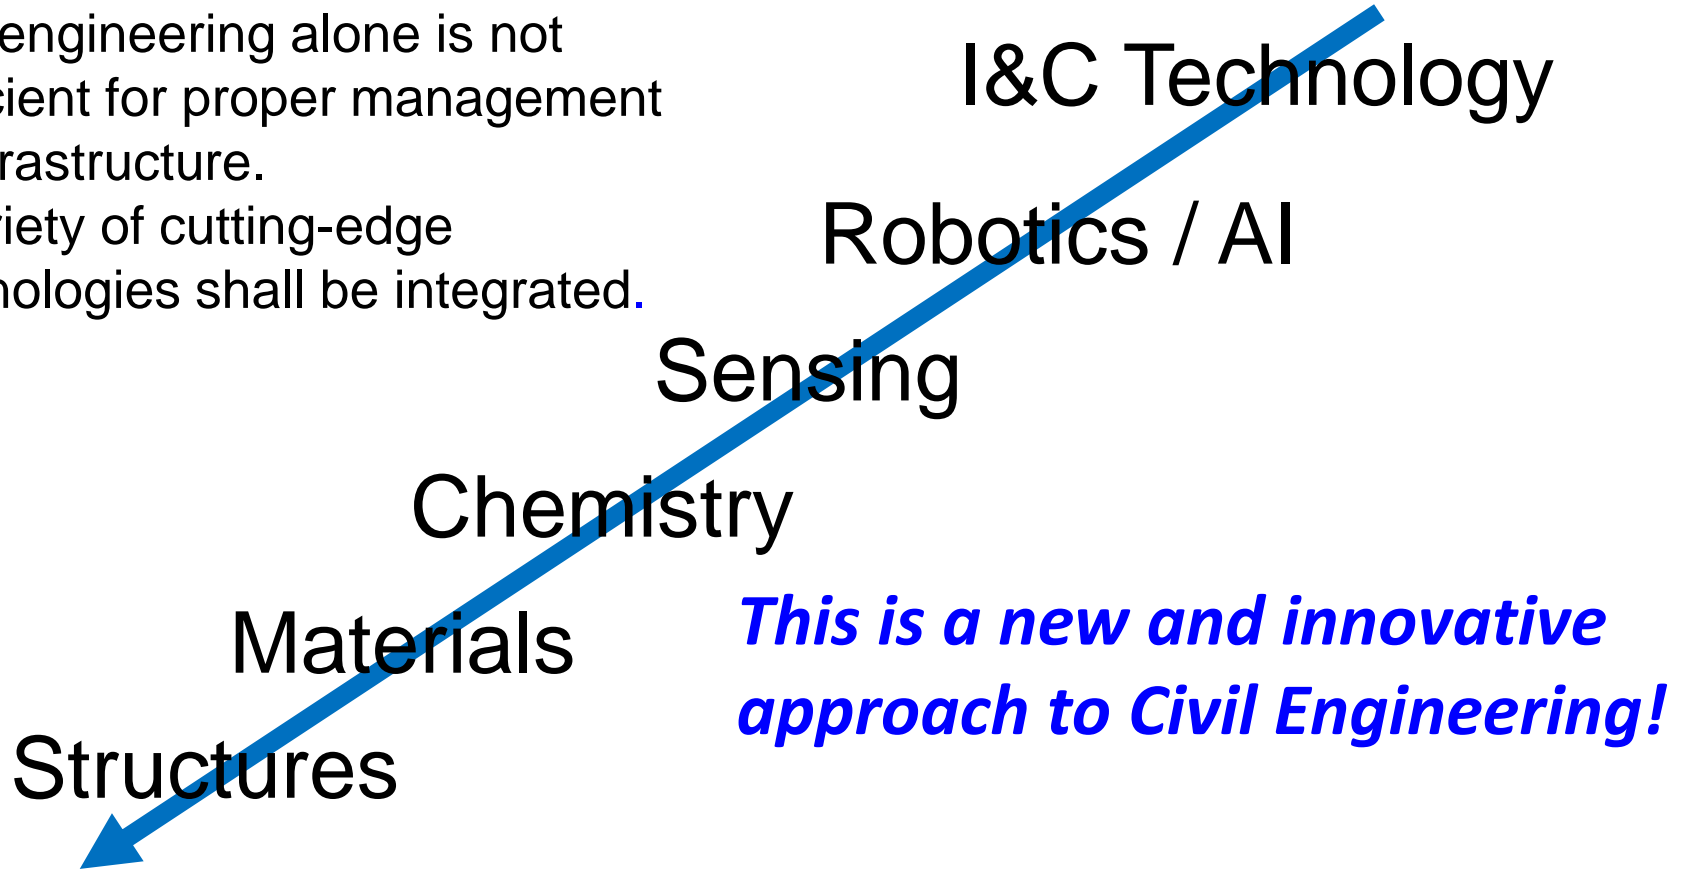 engineering alone is not
cient for proper management
rastructure.
riety of cutting-edge
nologies shall be integrated.
I&C Technology
Robotics / AI
Sensing
Chemistry
Materials
Structures
This is a new and innovative
approach to Civil Engineering!